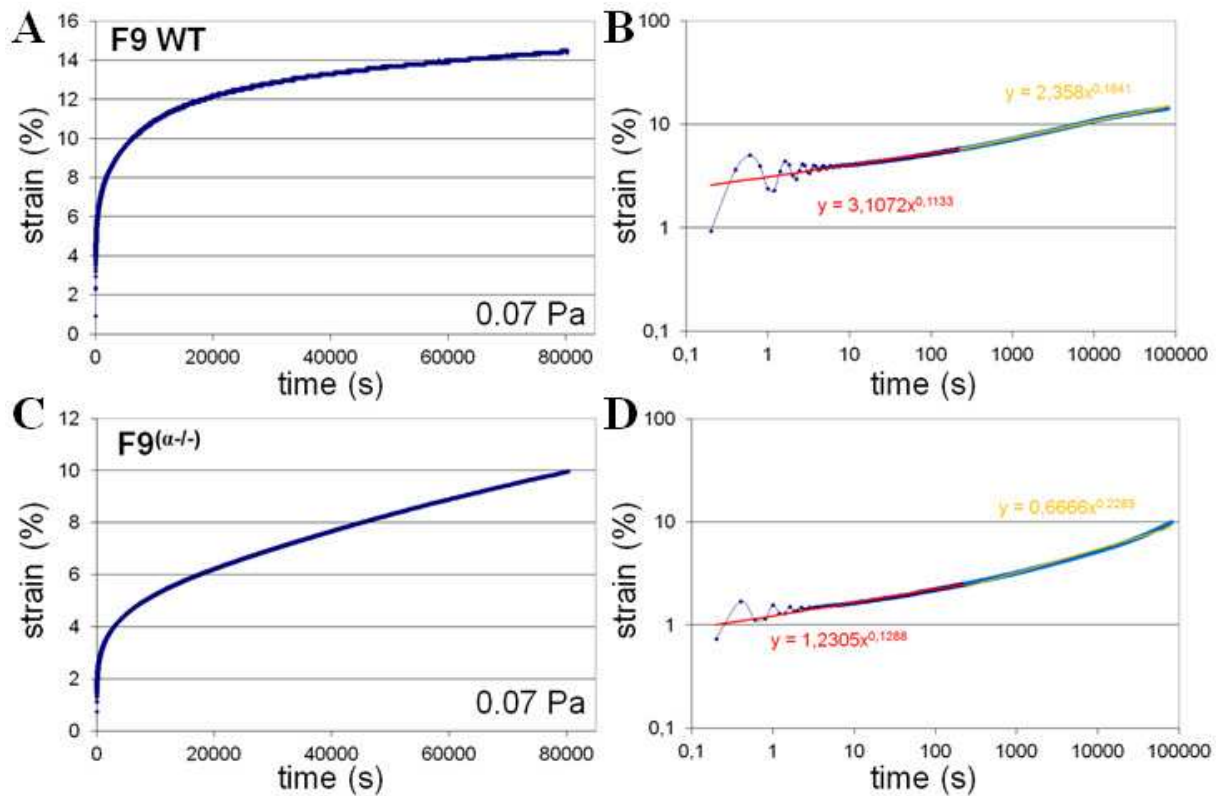 A
F9 WT
16
14
12
10
8
6
4
2
0
strain (%)
0.07 Pa
0 20000 40000 60000 80000
time (s)
B
100
10
1
0,1
strain (%)
y = 2,358x^0,1641
y = 3,1072x^0,1133
0,1 1 10 100 1000 10000 100000
time (s)
C
F9(α-/-)
12
10
8
6
4
2
0
strain (%)
0.07 Pa
0 20000 40000 60000 80000
time (s)
D
100
10
1
0,1
strain (%)
y = 0,6666x^0,2285
y = 1,2305x^0,1288
0,1 1 10 100 1000 10000 100000
time (s)